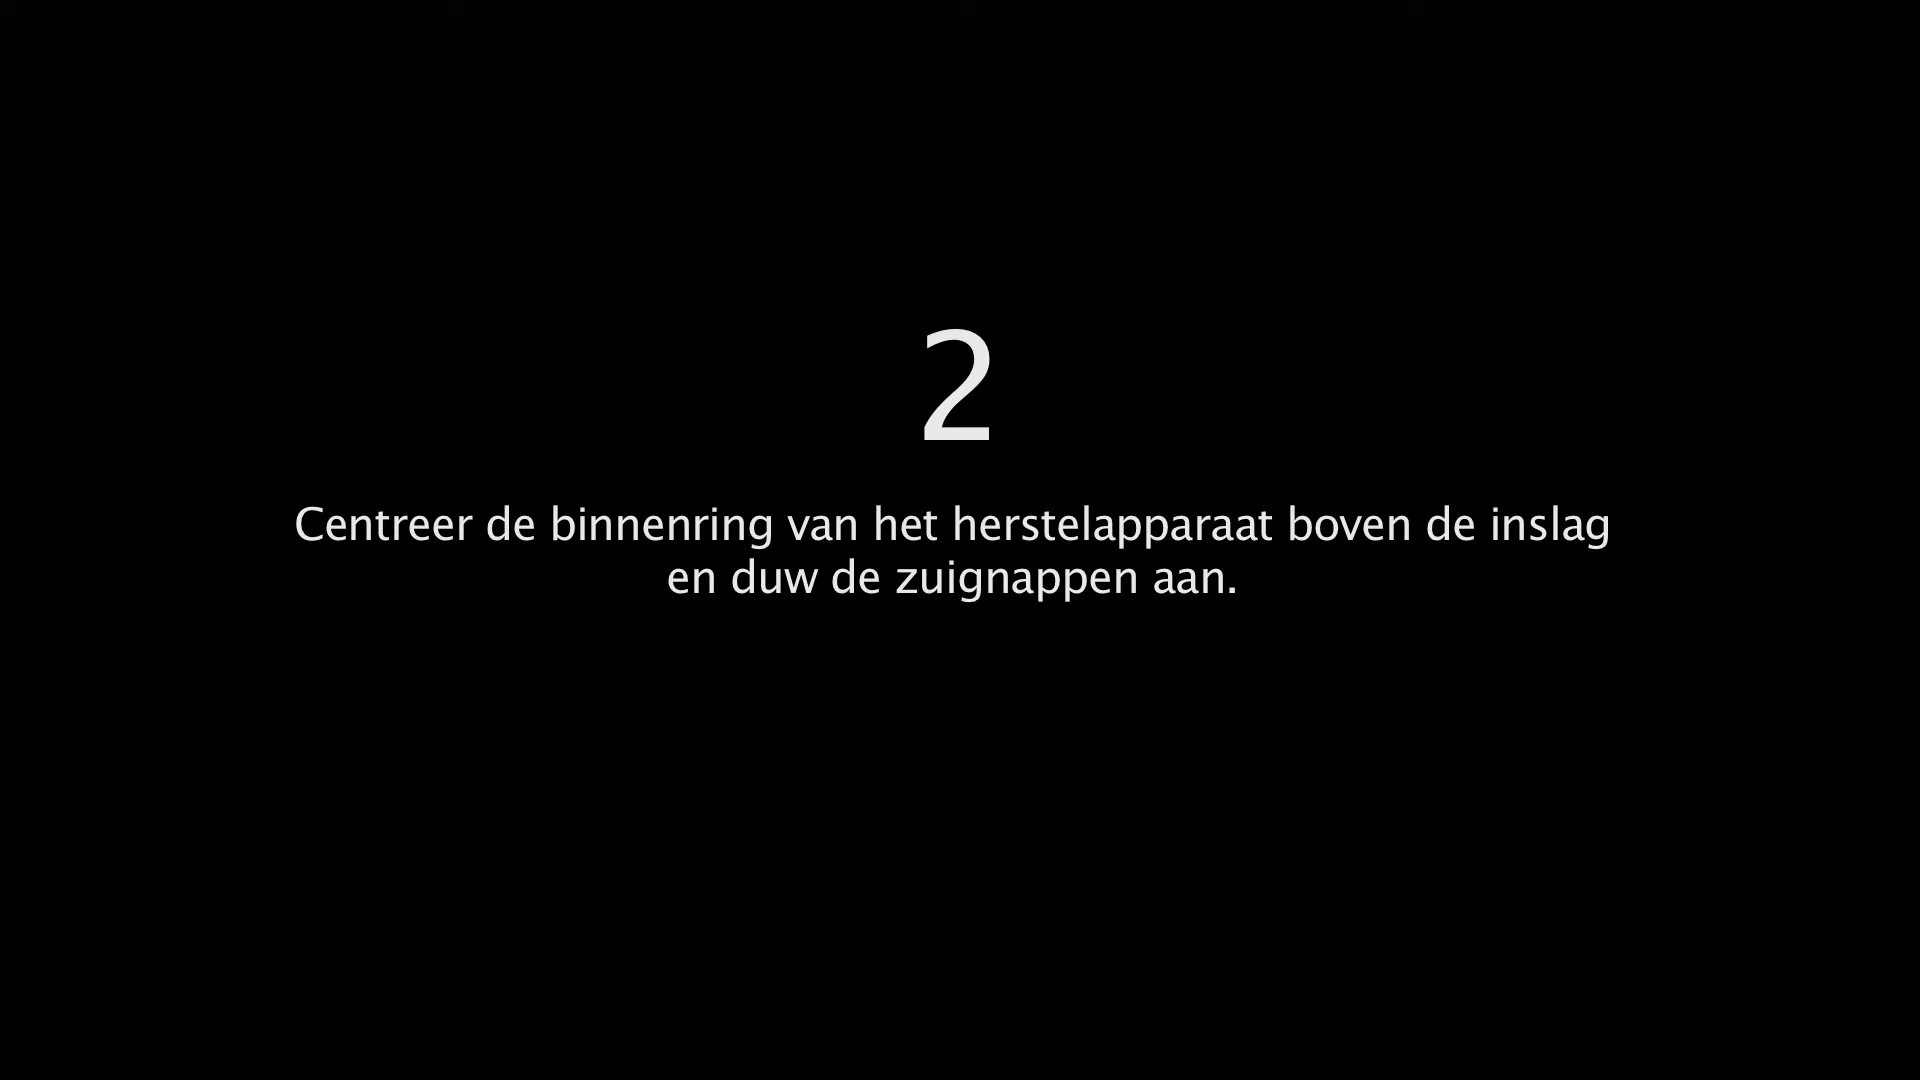 2
Centreer de binnenring van het herstelapparaat boven de inslag
en duw de zuignappen aan.